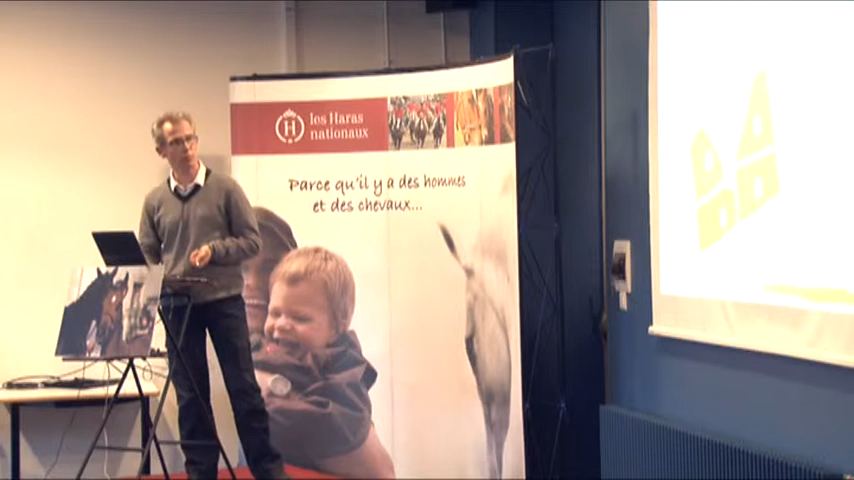 H
les Haras
nationaux
Parce qu'il y a des hommes
et des chevaux...